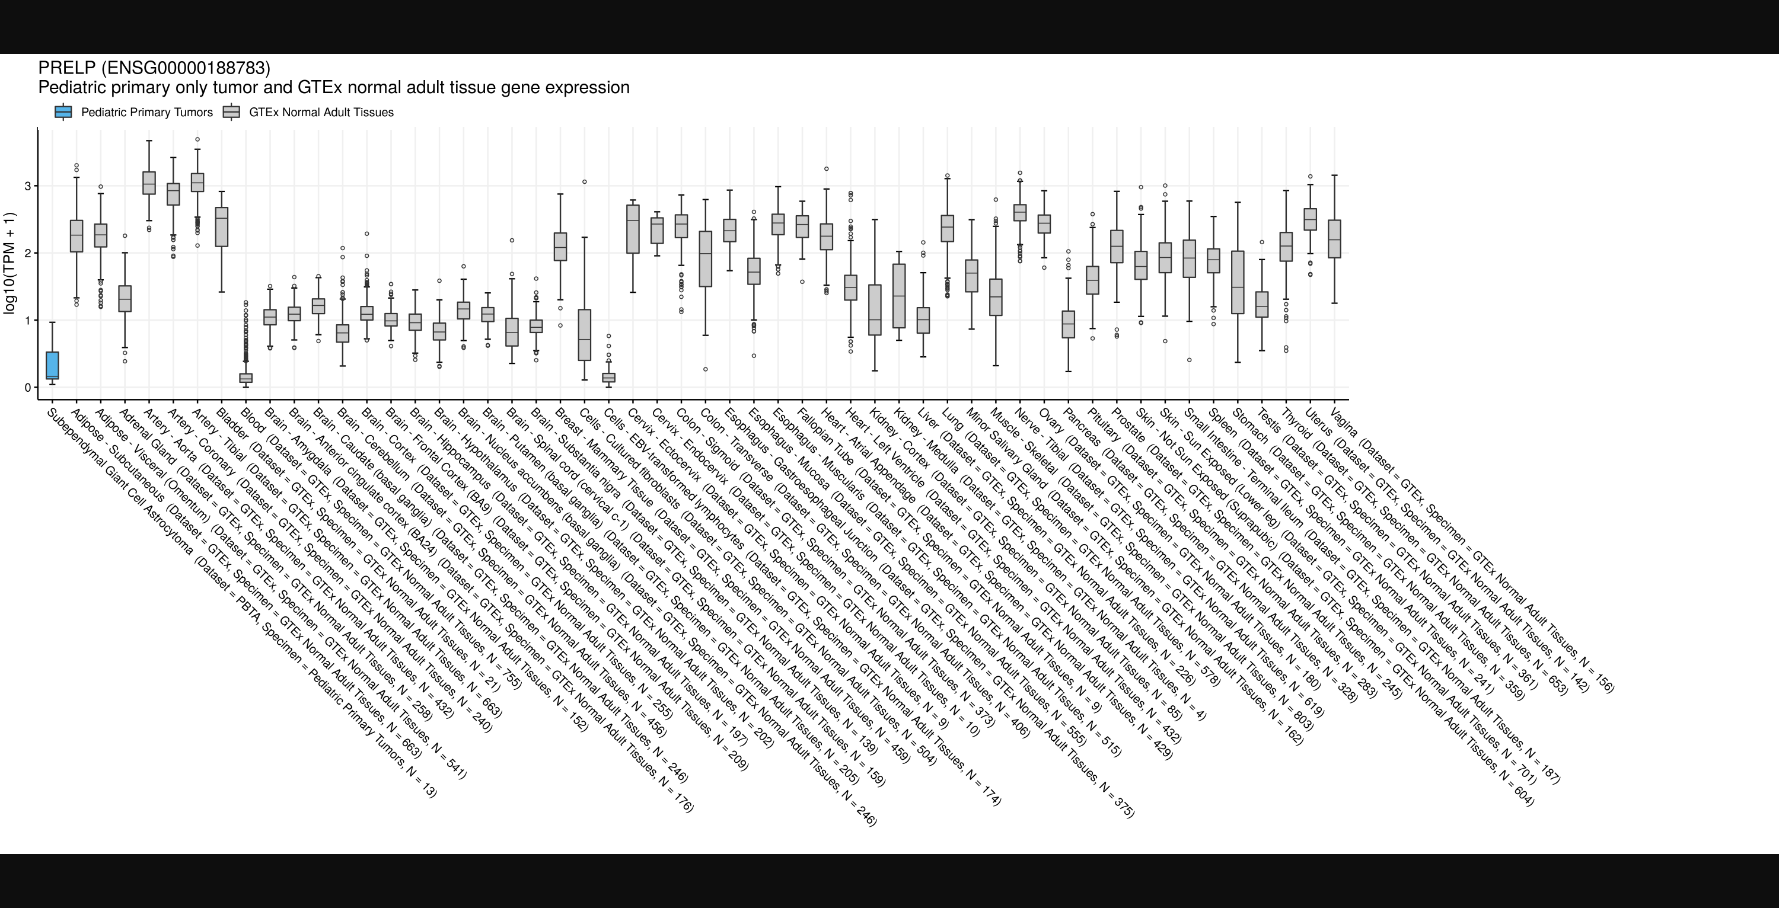 PRELP (ENSG00000188783)
Pediatric primary only tumor and GTEx normal adult tissue gene expression
Pediatric Primary Tumors
GTEx Normal Adult Tissues
log10(TPM + 1)
3
2
1
0
Subependymal Giant Cell Astrocytoma (Dataset = PBTA, Specimen = Pediatric Primary Tumors, N = 13)
Adipose - Subcutaneous (Dataset = GTEx, Specimen = GTEx Normal Adult Tissues, N = 663)
Adipose - Visceral (Omentum) (Dataset = GTEx, Specimen = GTEx Normal Adult Tissues, N = 541)
Adrenal Gland (Dataset = GTEx, Specimen = GTEx Normal Adult Tissues, N = 258)
Artery - Aorta (Dataset = GTEx, Specimen = GTEx Normal Adult Tissues, N = 432)
Artery - Coronary (Dataset = GTEx, Specimen = GTEx Normal Adult Tissues, N = 240)
Artery - Tibial (Dataset = GTEx, Specimen = GTEx Normal Adult Tissues, N = 663)
Bladder (Dataset = GTEx, Specimen = GTEx Normal Adult Tissues, N = 21)
Blood (Dataset = GTEx, Specimen = GTEx Normal Adult Tissues, N = 755)
Brain - Amygdala (Dataset = GTEx, Specimen = GTEx Normal Adult Tissues, N = 152)
Brain - Anterior cingulate cortex (BA24) (Dataset = GTEx, Specimen = GTEx Normal Adult Tissues, N = 176)
Brain - Caudate (basal ganglia) (Dataset = GTEx, Specimen = GTEx Normal Adult Tissues, N = 246)
Brain - Cerebellum (Dataset = GTEx, Specimen = GTEx Normal Adult Tissues, N = 456)
Brain - Cortex (Dataset = GTEx, Specimen = GTEx Normal Adult Tissues, N = 255)
Brain - Frontal Cortex (BA9) (Dataset = GTEx, Specimen = GTEx Normal Adult Tissues, N = 209)
Brain - Hippocampus (Dataset = GTEx, Specimen = GTEx Normal Adult Tissues, N = 197)
Brain - Hypothalamus (Dataset = GTEx, Specimen = GTEx Normal Adult Tissues, N = 202)
Brain - Nucleus accumbens (basal ganglia) (Dataset = GTEx, Specimen = GTEx Normal Adult Tissues, N = 246)
Brain - Putamen (basal ganglia) (Dataset = GTEx, Specimen = GTEx Normal Adult Tissues, N = 205)
Brain - Spinal cord (cervical c-1) (Dataset = GTEx, Specimen = GTEx Normal Adult Tissues, N = 159)
Brain - Substantia nigra (Dataset = GTEx, Specimen = GTEx Normal Adult Tissues, N = 139)
Breast - Mammary Tissue (Dataset = GTEx, Specimen = GTEx Normal Adult Tissues, N = 459)
Cells - Cultured fibroblasts (Dataset = GTEx, Specimen = GTEx Normal Adult Tissues, N = 504)
Cells - EBV-transformed lymphocytes (Dataset = GTEx, Specimen = GTEx Normal Adult Tissues, N = 174)
Cervix - Ectocervix (Dataset = GTEx, Specimen = GTEx Normal Adult Tissues, N = 9)
Cervix - Endocervix (Dataset = GTEx, Specimen = GTEx Normal Adult Tissues, N = 10)
Colon - Sigmoid (Dataset = GTEx, Specimen = GTEx Normal Adult Tissues, N = 373)
Colon - Transverse (Dataset = GTEx, Specimen = GTEx Normal Adult Tissues, N = 406)
Esophagus - Gastroesophageal Junction (Dataset = GTEx, Specimen = GTEx Normal Adult Tissues, N = 375)
Esophagus - Mucosa (Dataset = GTEx, Specimen = GTEx Normal Adult Tissues, N = 555)
Esophagus - Muscularis (Dataset = GTEx, Specimen = GTEx Normal Adult Tissues, N = 515)
Fallopian Tube (Dataset = GTEx, Specimen = GTEx Normal Adult Tissues, N = 9)
Heart - Atrial Appendage (Dataset = GTEx, Specimen = GTEx Normal Adult Tissues, N = 429)
Heart - Left Ventricle (Dataset = GTEx, Specimen = GTEx Normal Adult Tissues, N = 432)
Kidney - Cortex (Dataset = GTEx, Specimen = GTEx Normal Adult Tissues, N = 85)
Kidney - Medulla (Dataset = GTEx, Specimen = GTEx Normal Adult Tissues, N = 4)
Liver (Dataset = GTEx, Specimen = GTEx Normal Adult Tissues, N = 226)
Lung (Dataset = GTEx, Specimen = GTEx Normal Adult Tissues, N = 578)
Minor Salivary Gland (Dataset = GTEx, Specimen = GTEx Normal Adult Tissues, N = 162)
Muscle - Skeletal (Dataset = GTEx, Specimen = GTEx Normal Adult Tissues, N = 803)
Nerve - Tibial (Dataset = GTEx, Specimen = GTEx Normal Adult Tissues, N = 619)
Ovary (Dataset = GTEx, Specimen = GTEx Normal Adult Tissues, N = 180)
Pancreas (Dataset = GTEx, Specimen = GTEx Normal Adult Tissues, N = 328)
Pituitary (Dataset = GTEx, Specimen = GTEx Normal Adult Tissues, N = 283)
Prostate (Dataset = GTEx, Specimen = GTEx Normal Adult Tissues, N = 245)
Skin - Not Sun Exposed (Suprapubic) (Dataset = GTEx, Specimen = GTEx Normal Adult Tissues, N = 604)
Skin - Sun Exposed (Lower leg) (Dataset = GTEx, Specimen = GTEx Normal Adult Tissues, N = 701)
Small Intestine - Terminal Ileum (Dataset = GTEx, Specimen = GTEx Normal Adult Tissues, N = 187)
Spleen (Dataset = GTEx, Specimen = GTEx Normal Adult Tissues, N = 241)
Stomach (Dataset = GTEx, Specimen = GTEx Normal Adult Tissues, N = 359)
Testis (Dataset = GTEx, Specimen = GTEx Normal Adult Tissues, N = 361)
Thyroid (Dataset = GTEx, Specimen = GTEx Normal Adult Tissues, N = 653)
Uterus (Dataset = GTEx, Specimen = GTEx Normal Adult Tissues, N = 142)
Vagina (Dataset = GTEx, Specimen = GTEx Normal Adult Tissues, N = 156)